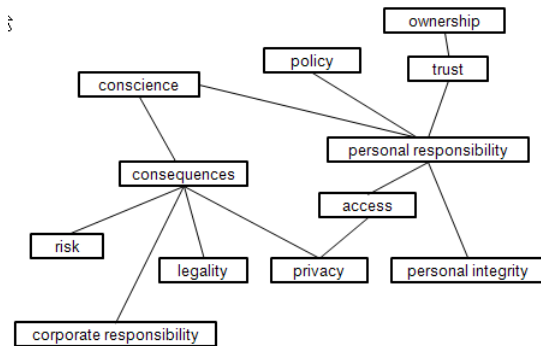 ownership
policy
trust
conscience
personal responsibility
consequences
access
risk
legality
privacy
personal integrity
corporate responsibility